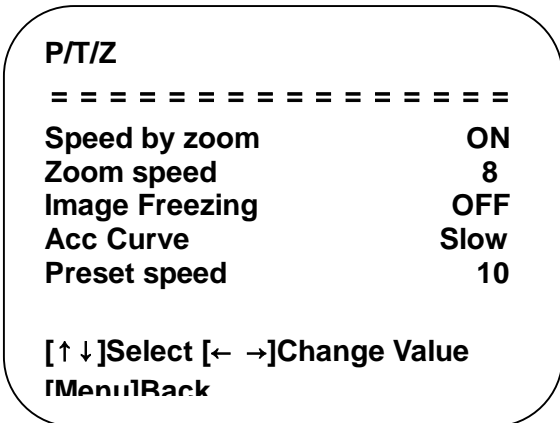 P/T/Z
= = = = = = = = = = = = = = = =
Speed by zoom ON
Zoom speed 8
Image Freezing OFF
Acc Curve Slow
Preset speed 10
[↑↓]Select [← →]Change Value
[Menu]Back